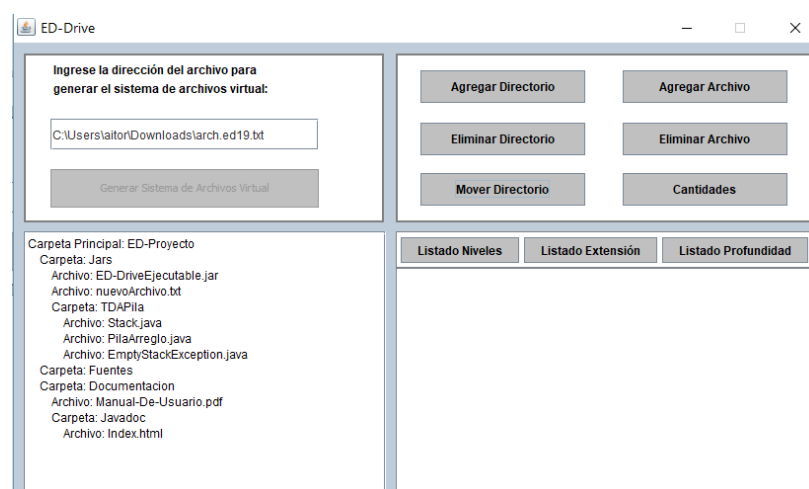 ED-Drive
Ingrese la dirección del archivo para
generar el sistema de archivos virtual:
C:\Users\aitor\Downloads\arch.ed19.txt
Generar Sistema de Archivos Virtual
Agregar Directorio
Agregar Archivo
Eliminar Directorio
Eliminar Archivo
Mover Directorio
Cantidades
Carpeta Principal: ED-Proyecto
Carpeta: Jars
Archivo: ED-DriveEjecutable.jar
Archivo: nuevoArchivo.txt
Carpeta: TDAPila
Archivo: Stack.java
Archivo: PilaArreglo.java
Archivo: EmptyStackException.java
Carpeta: Fuentes
Carpeta: Documentacion
Archivo: Manual-De-Usuario.pdf
Carpeta: Javadoc
Archivo: Index.html
Listado Niveles
Listado Extensión
Listado Profundidad